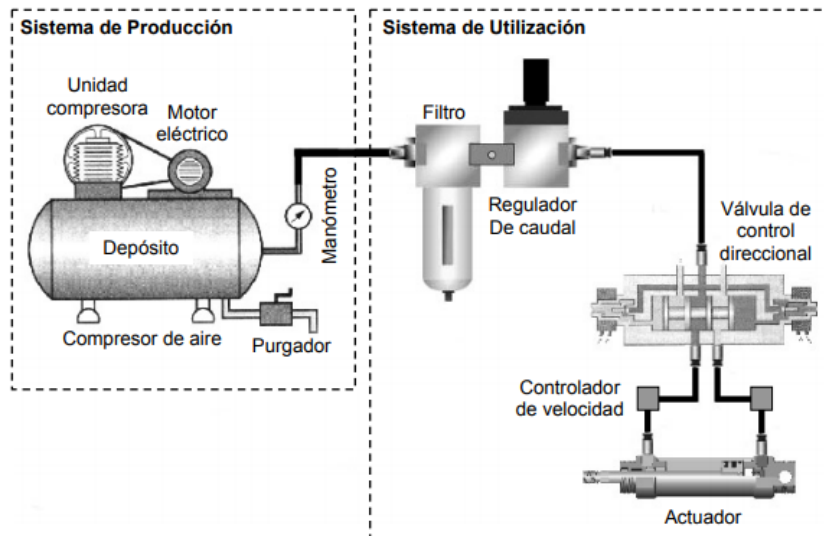 Sistema de Producción
Sistema de Utilización
Unidad
compresora
Motor
eléctrico
Depósito
Manómetro
Compresor de aire
Purgador
Filtro
Regulador
De caudal
Válvula de
control
direccional
Controlador
de velocidad
Actuador